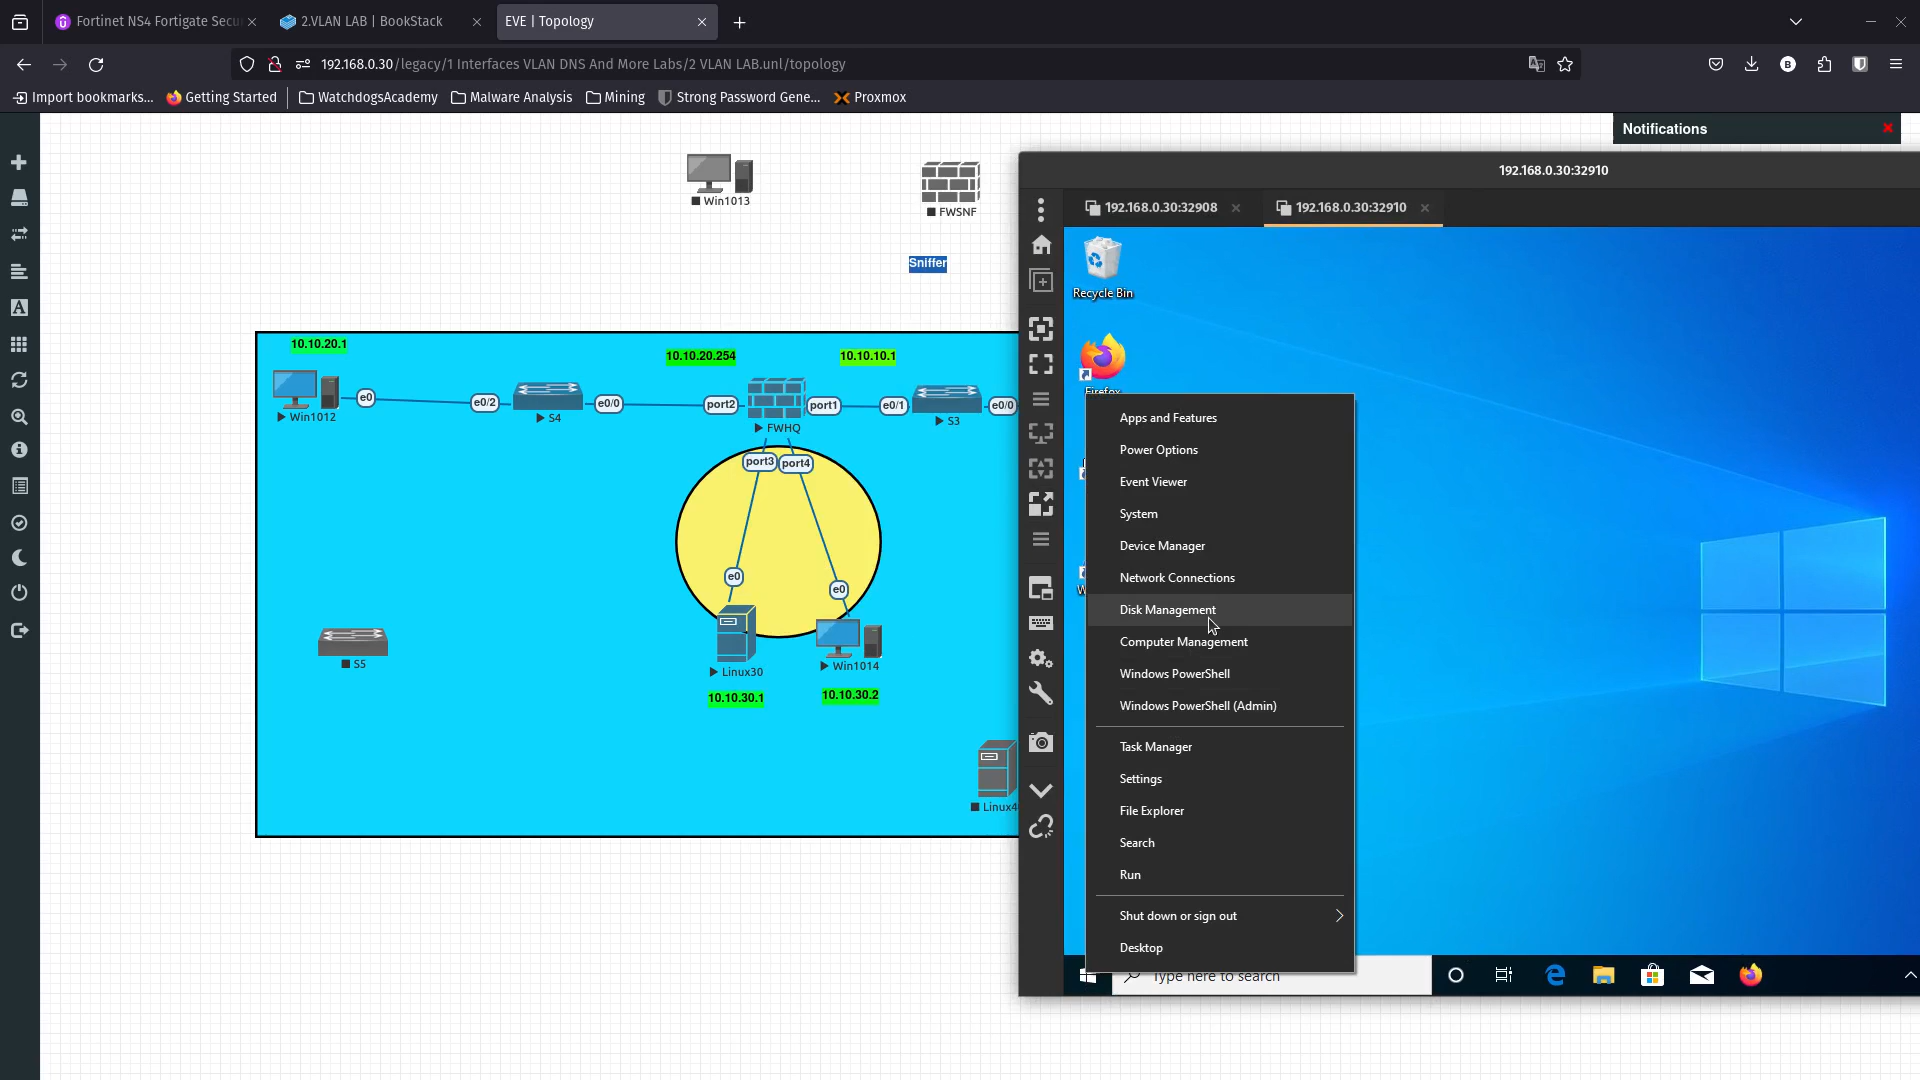 Fortinet NS4 Fortigate Secu
2.VLAN LAB | BookStack
EVE | Topology
192.168.0.30/legacy/1 Interfaces VLAN DNS And More Labs/2 VLAN LAB.unl/topology
Import bookmarks...
Getting Started
WatchdogsAcademy
Malware Analysis
Mining
Strong Password Gene...
Proxmox
Notifications
Win1013
FWSNF
Sniffer
192.168.0.30:32910
192.168.0.30:32908
192.168.0.30:32910
Recycle Bin
Firefox
10.10.20.1
10.10.20.254
10.10.10.1
e0
e0/2
e0/0
port2
port1
e0/1
e0/0
Win1012
S4
FWHQ
S3
port3
port4
e0
e0
S5
Linux30
Win1014
10.10.30.1
10.10.30.2
Apps and Features
Power Options
Event Viewer
System
Device Manager
Network Connections
Disk Management
Computer Management
Windows PowerShell
Windows PowerShell (Admin)
Task Manager
Settings
File Explorer
Search
Run
Shut down or sign out
Desktop
Type here to search